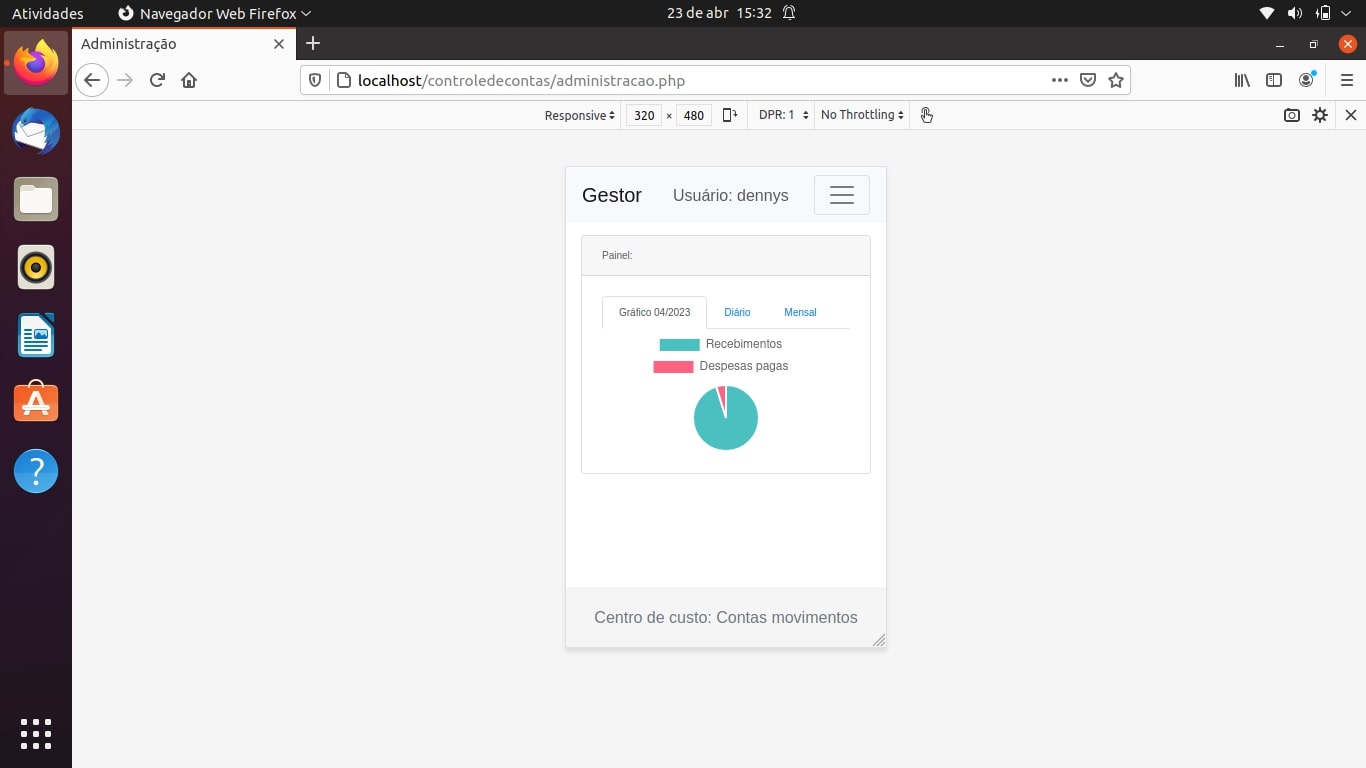 Atividades Navegador Web Firefox 23 de abr 15:32
Administração
localhost/controledecontas/administracao.php
Responsive 320 × 480 DPR: 1 No Throttling
Gestor Usuário: dennys
Painel:
Gráfico 04/2023 Diário Mensal
Recebimentos
Despesas pagas
Centro de custo: Contas movimentos